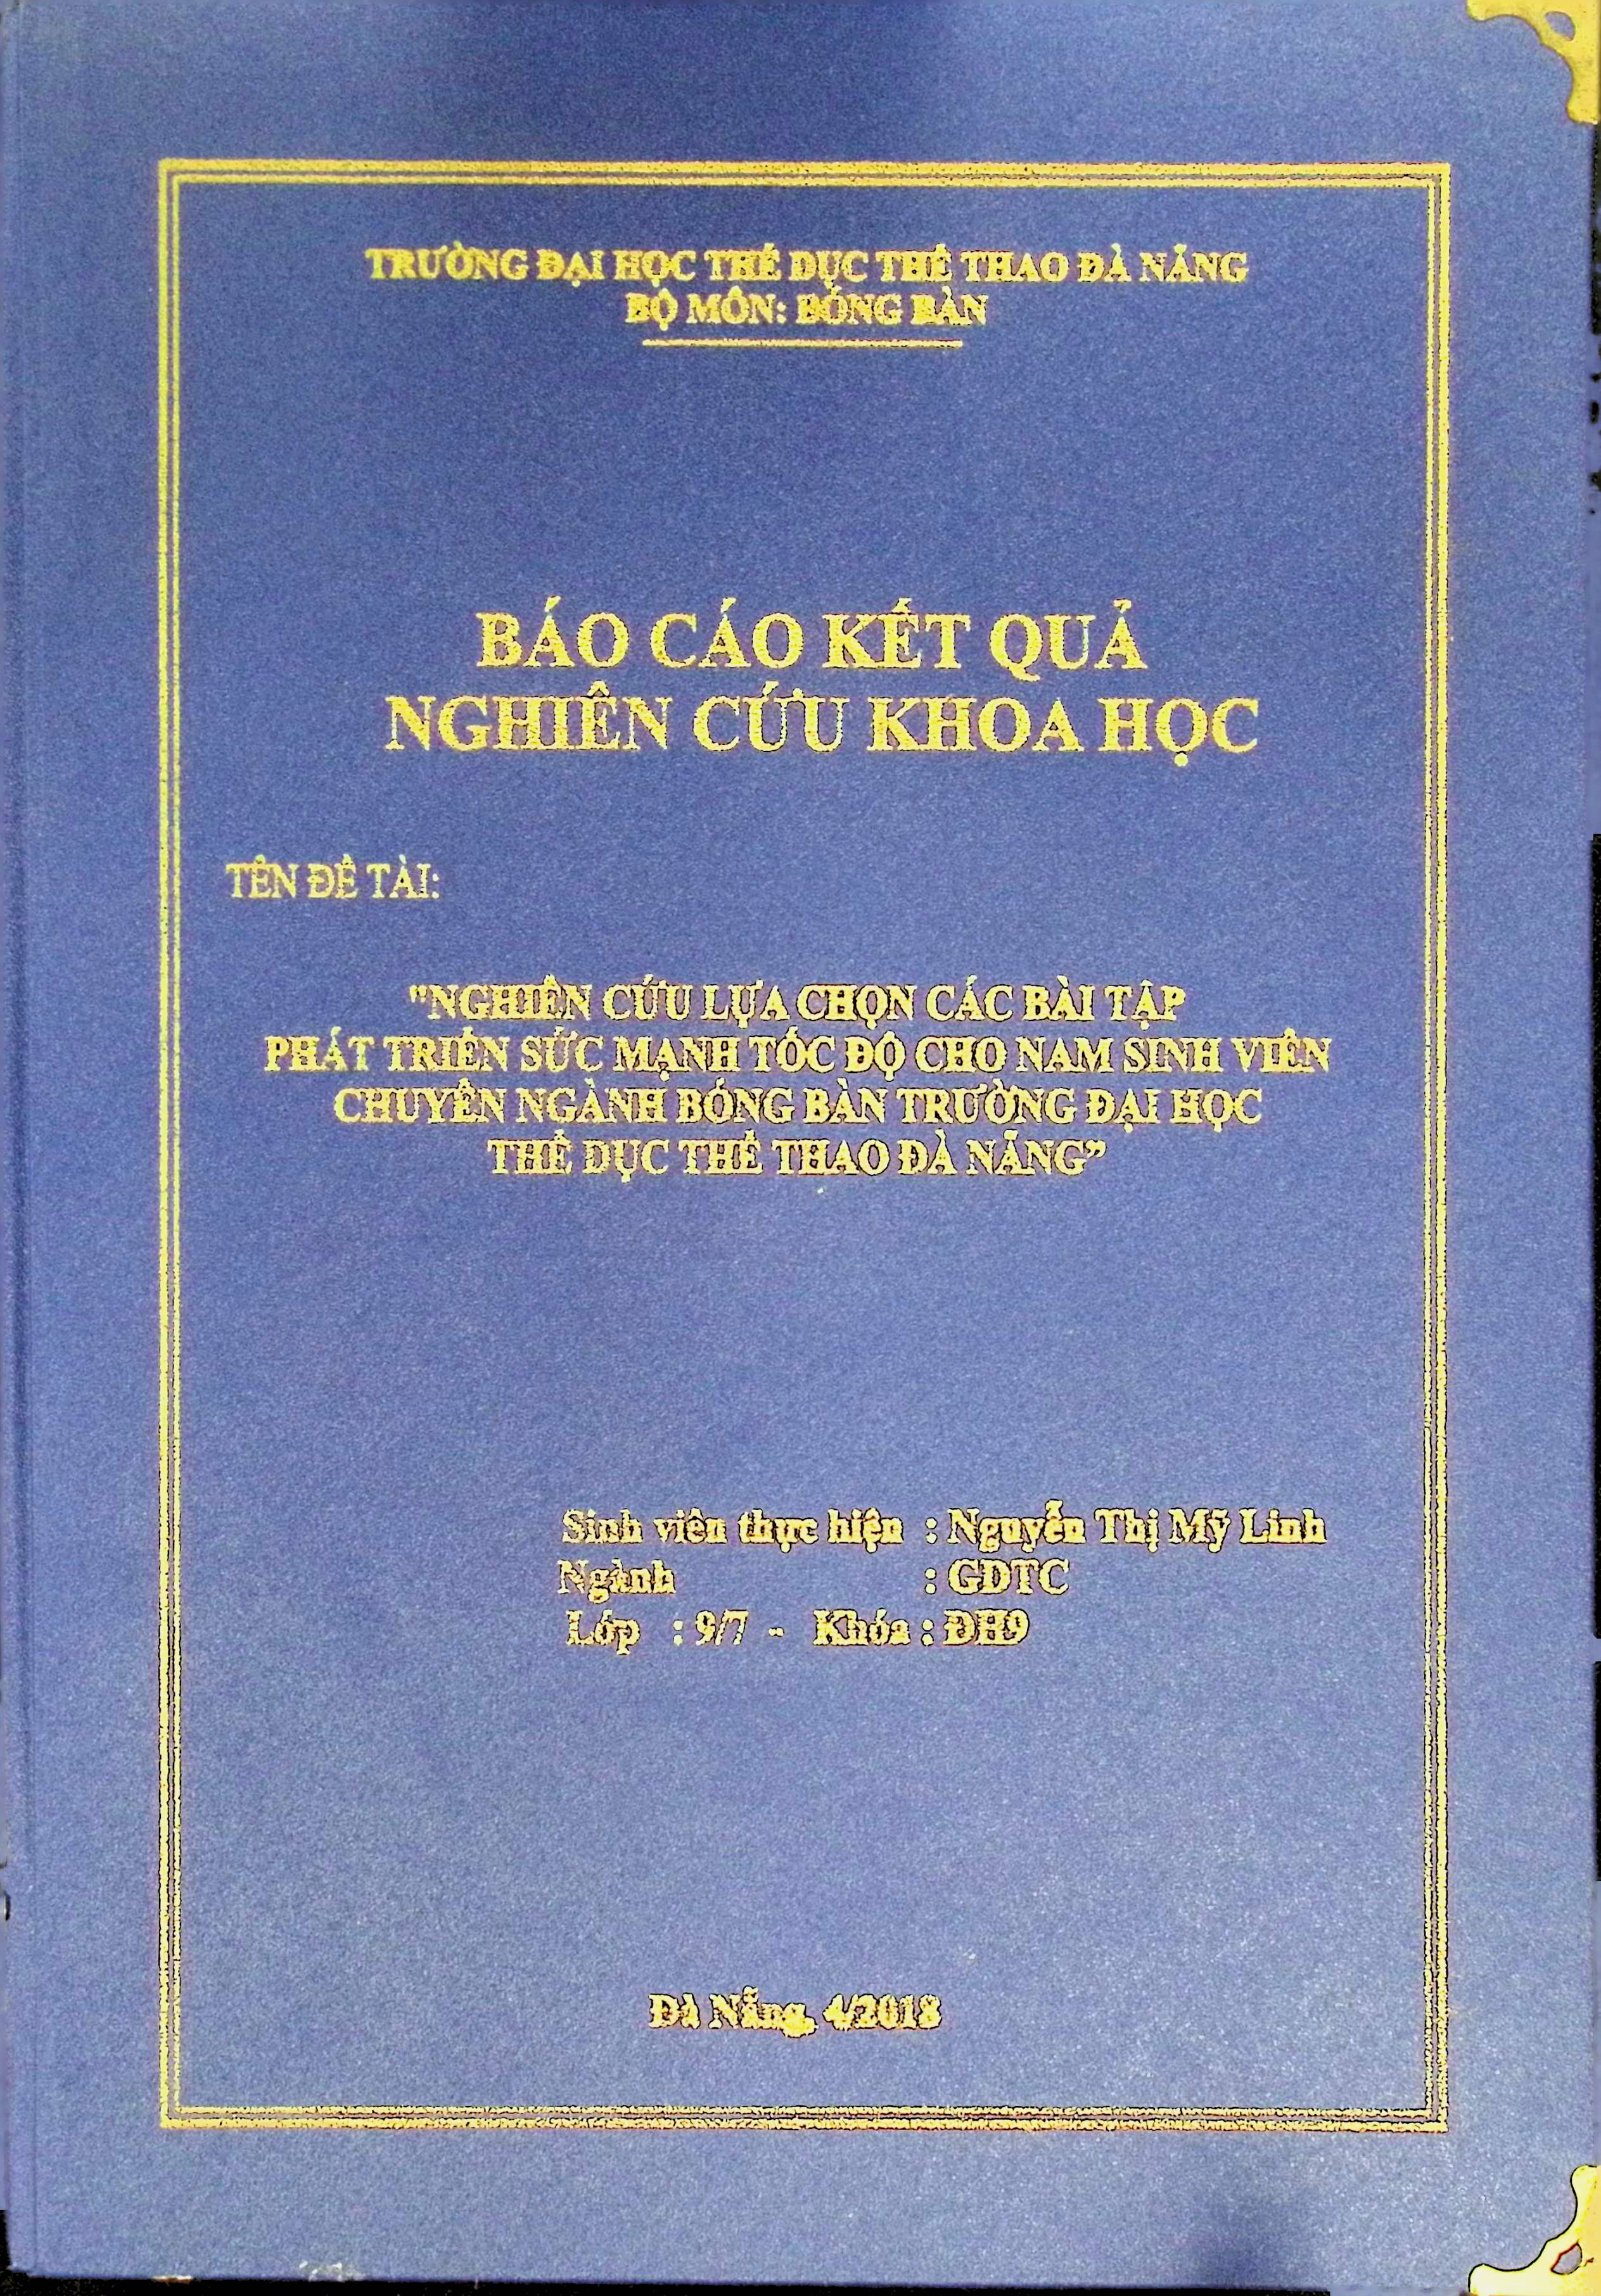 TRƯỜNG ĐẠI HỌC THỂ DỤC THỂ THAO ĐÀ NẴNG
BỘ MÔN: BÓNG BÀN
BÁO CÁO KẾT QUẢ
NGHIÊN CỨU KHOA HỌC
TÊN ĐỀ TÀI:
"NGHIÊN CỨU LỰA CHỌN CÁC BÀI TẬP
PHÁT TRIỂN SỨC MẠNH TỐC ĐỘ CHO NAM SINH VIÊN
CHUYÊN NGÀNH BÓNG BÀN TRƯỜNG ĐẠI HỌC
THỂ DỤC THỂ THAO ĐÀ NẴNG”
Sinh viên thực hiện : Nguyễn Thị Mỹ Linh
Ngành : GDTC
Lớp : 9/7 - Khóa : ĐH9
Đà Nẵng, 4/2018